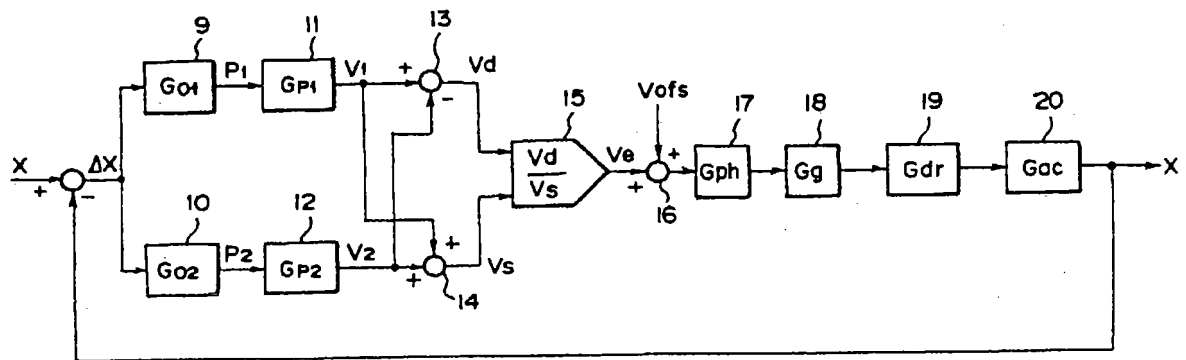 9
11
13
15
17
18
19
20
X
+
-
ΔX
GO1
P1
GP1
V1
+
-
Vd
Vofs
+
Vd
Vs
Ve
+
16
Gph
Gg
Gdr
Gac
X
10
12
GO2
P2
GP2
V2
+
+
14
Vs